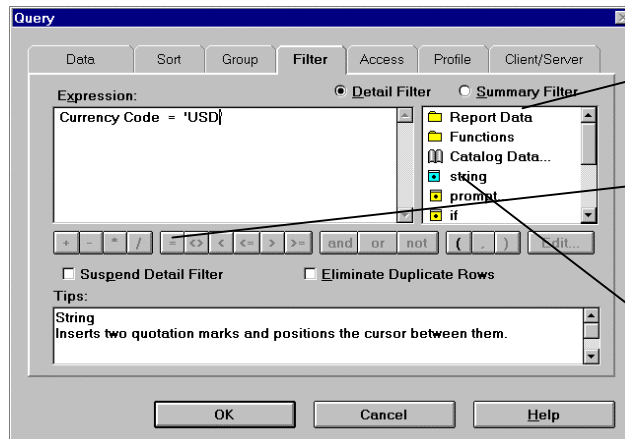 Query
Data Sort Group Filter Access Profile Client/Server
Expression: Detail Filter Summary Filter
Currency Code = 'USD'
Report Data
Functions
Catalog Data...
string
prompt
if
+ - * / = <> < <= > >= and or not ( , ) Edit...
Suspend Detail Filter Eliminate Duplicate Rows
Tips:
String
Inserts two quotation marks and positions the cursor between them.
OK Cancel Help